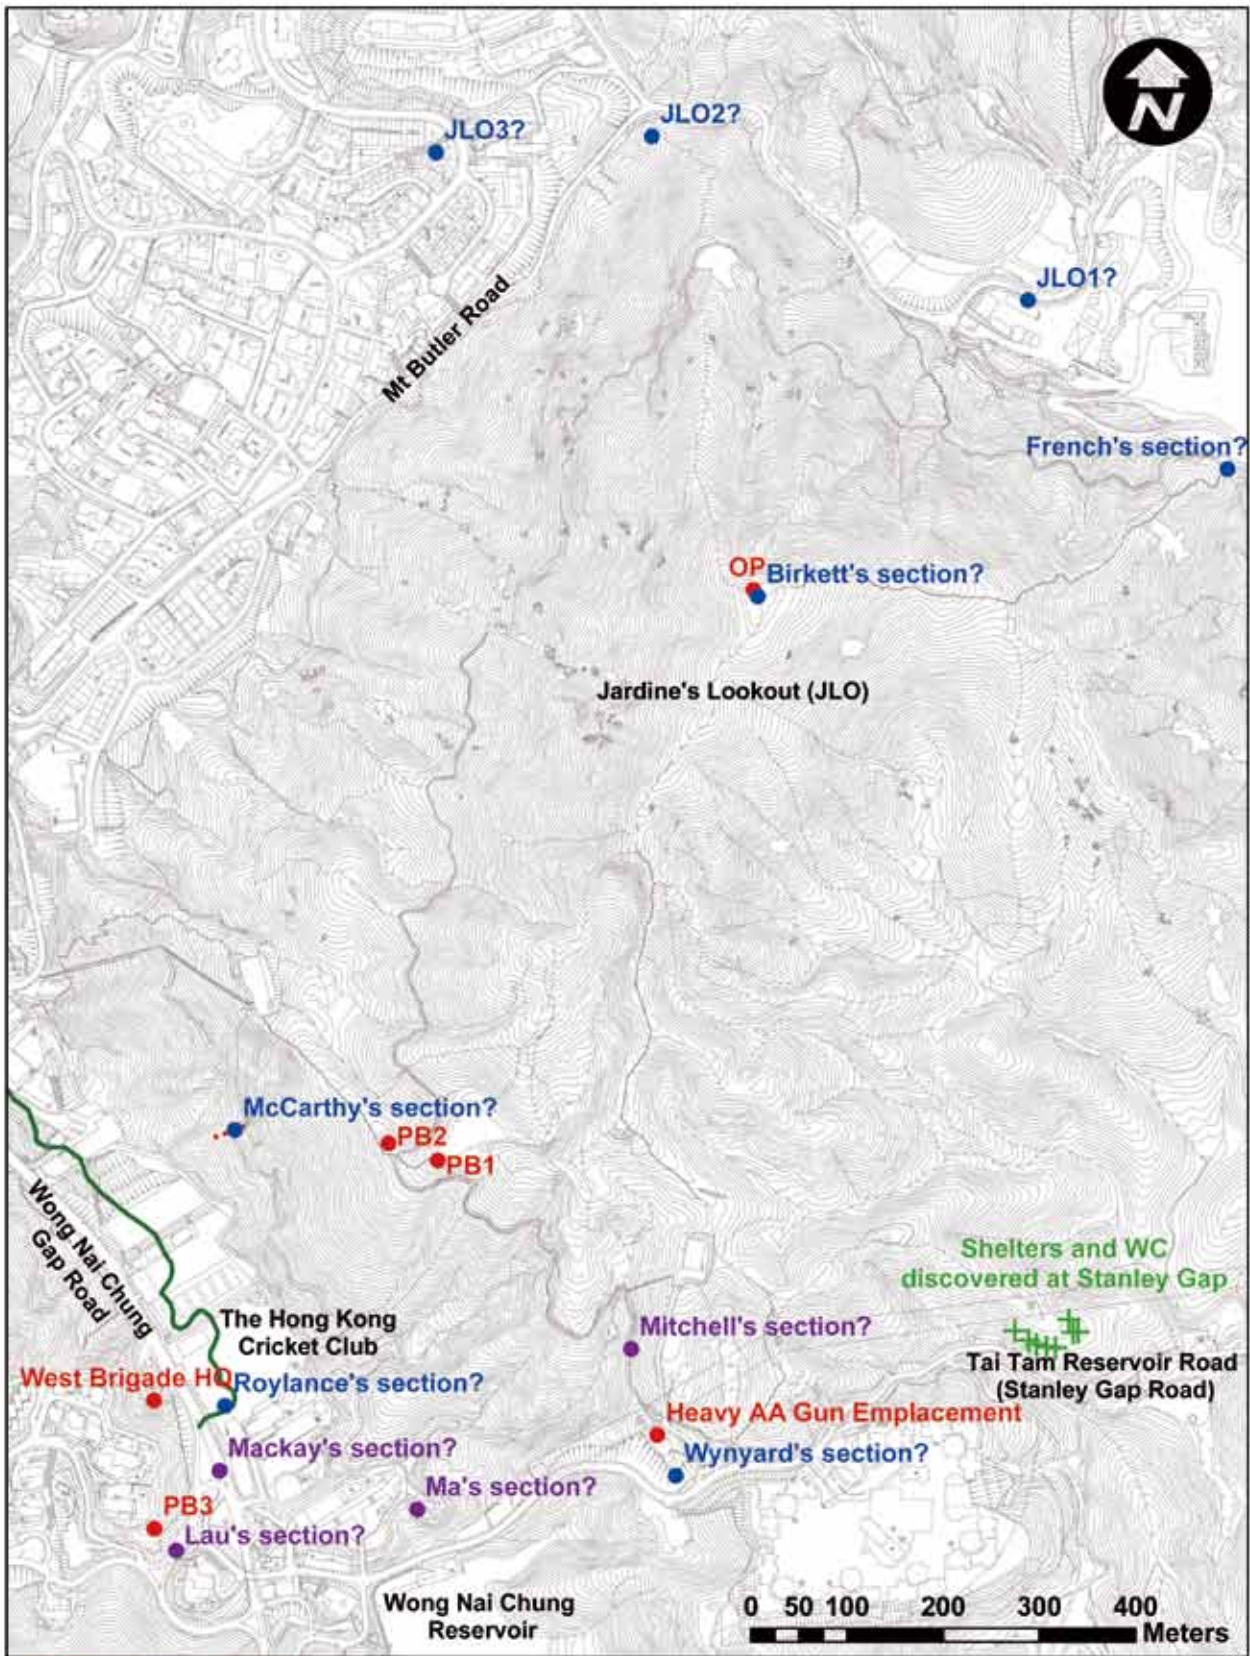 N
JLO3?
JLO2?
JLO1?
Mt Butler Road
French's section?
OP
Birkett's section?
Jardine's Lookout (JLO)
McCarthy's section?
PB2
PB1
Wong Nai Chung
Gap Road
Shelters and WC
discovered at Stanley Gap
The Hong Kong
Cricket Club
Mitchell's section?
Tai Tam Reservoir Road
(Stanley Gap Road)
West Brigade HQ
Roylance's section?
Heavy AA Gun Emplacement
Mackay's section?
Wynyard's section?
Ma's section?
PB3
Lau's section?
Wong Nai Chung
Reservoir
0 50 100 200 300 400
Meters